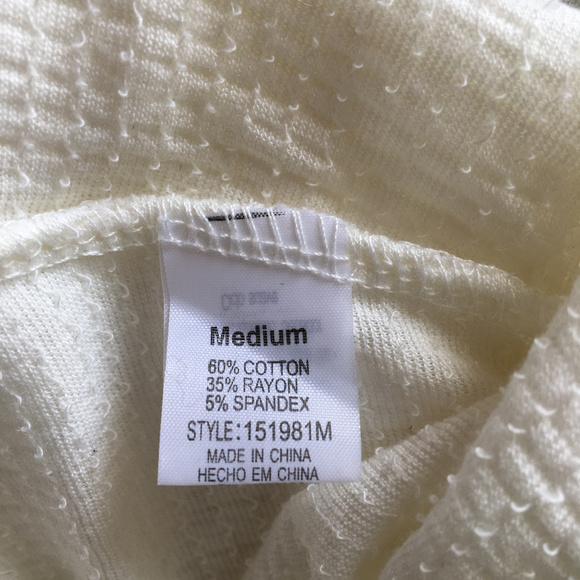 Medium
60% COTTON
35% RAYON
5% SPANDEX
STYLE:151981M
MADE IN CHINA
HECHO EM CHINA